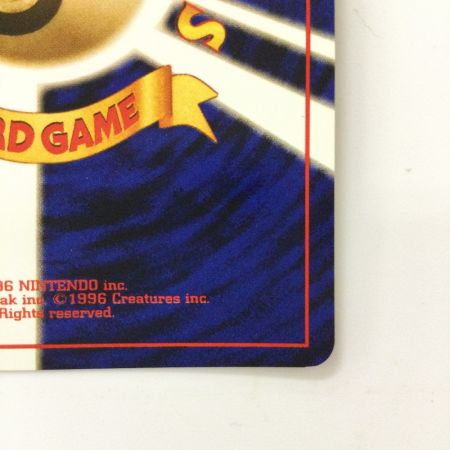 S
RD GAME
96 NINTENDO inc.
ak inc. ©1996 Creatures inc.
Rights reserved.